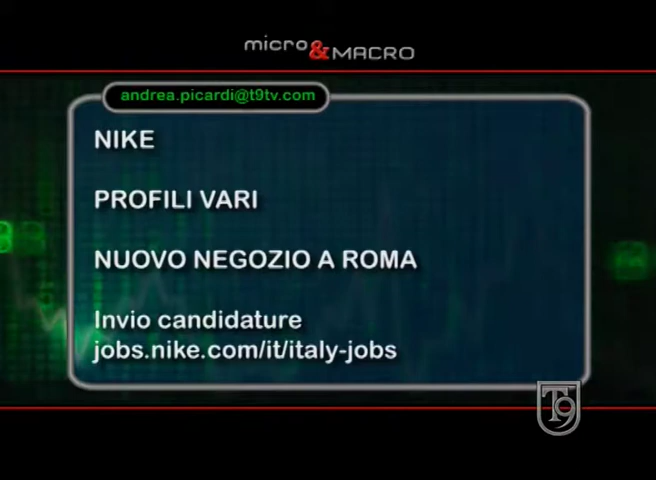 micro&MACRO
andrea.picardi@t9tv.com
NIKE
PROFILI VARI
NUOVO NEGOZIO A ROMA
Invio candidature
jobs.nike.com/it/italy-jobs
T9